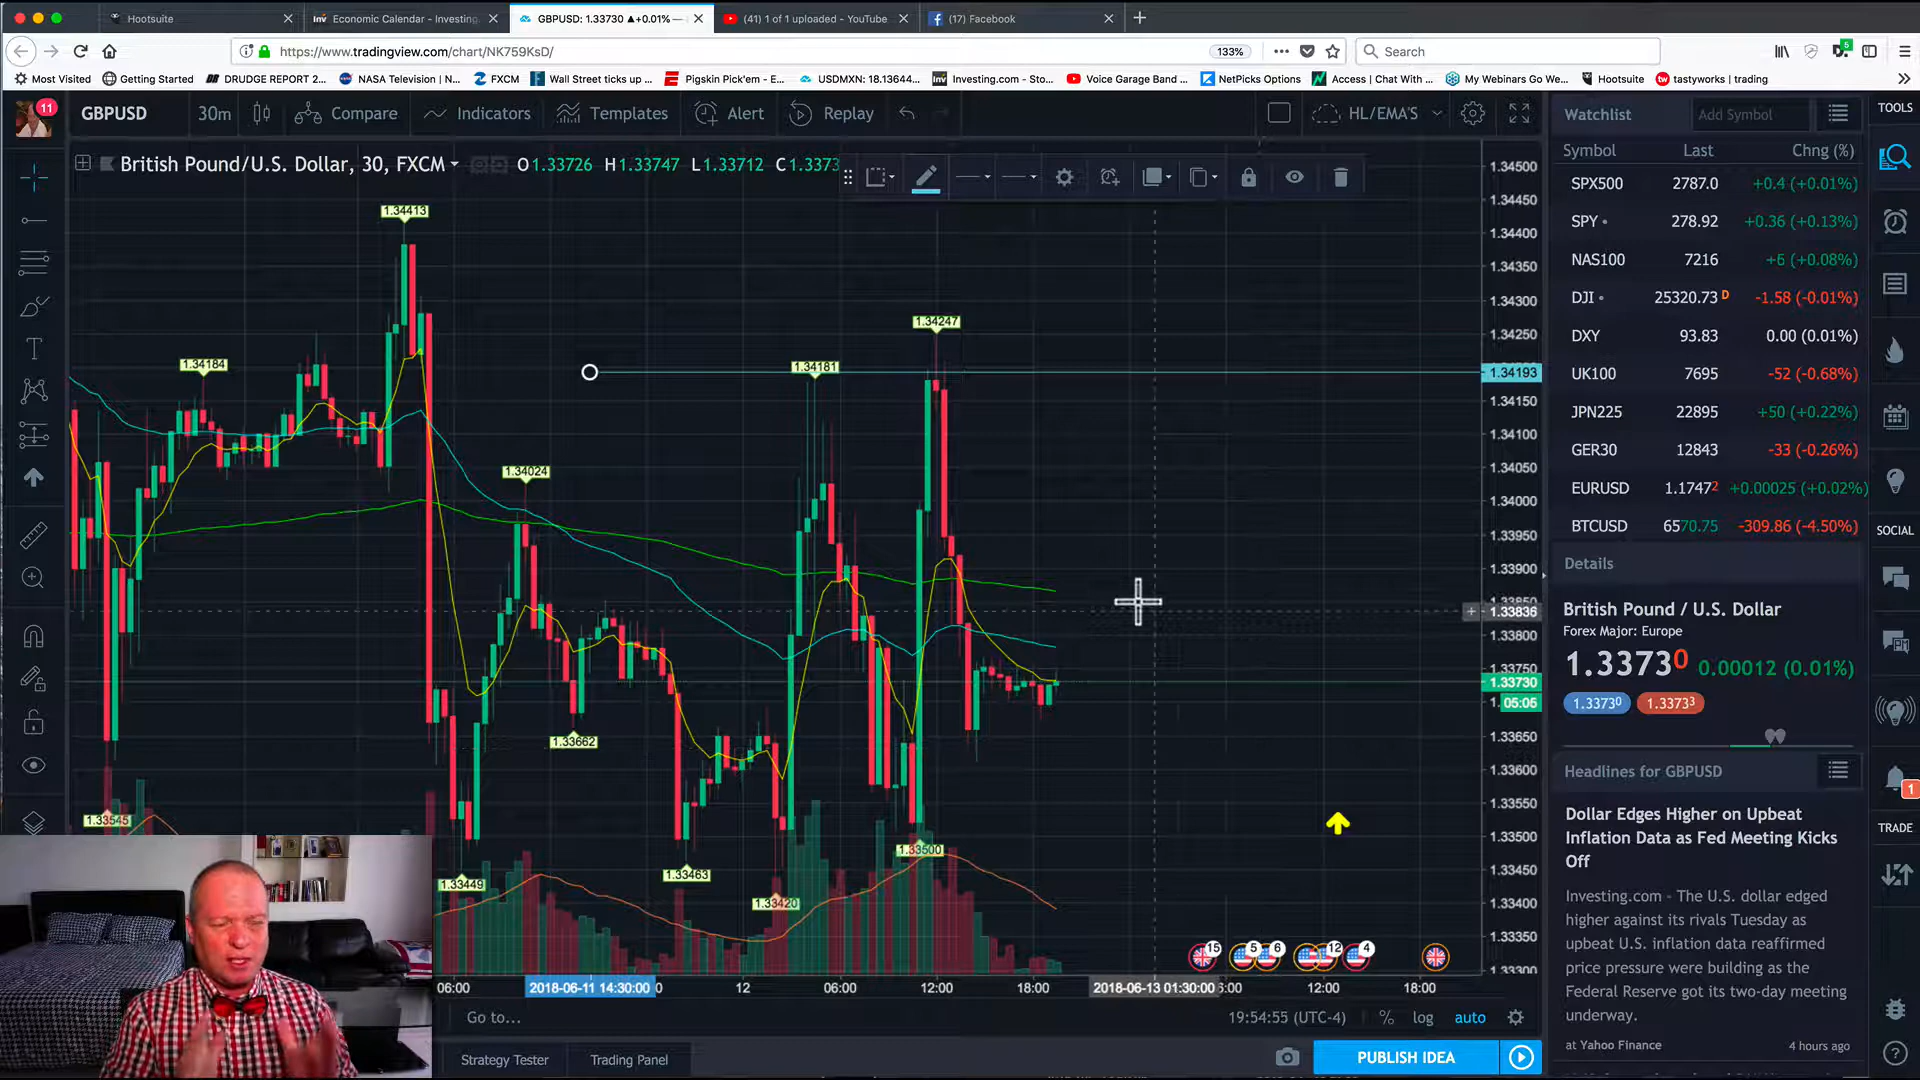 Hootsuite
Economic Calendar - Investing.
GBPUSD: 1.33730 ▲+0.01% —
(41) 1 of 1 uploaded - YouTube
(17) Facebook
https://www.tradingview.com/chart/NK759KsD/
133%
Search
Most Visited
Getting Started
DRUDGE REPORT 2...
NASA Television | N...
FXCM
Wall Street ticks up ...
Pigskin Pick'em - E...
USDMXN: 18.13644...
Investing.com - Sto...
Voice Garage Band ...
NetPicks Options
Access | Chat With ...
My Webinars Go We...
Hootsuite
tastyworks | trading
11
GBPUSD
30m
Compare
Indicators
Templates
Alert
Replay
HL/EMA'S
British Pound/U.S. Dollar, 30, FXCM
O1.33726 H1.33747 L1.33712 C1.3373
1.34413
1.34184
1.34024
1.34181
1.34247
1.33662
1.33545
1.33449
1.33463
1.33420
1.33500
1.34500
1.34450
1.34400
1.34350
1.34300
1.34250
1.34193
1.34150
1.34100
1.34050
1.34000
1.33950
1.33900
1.33836
1.33800
1.33750
1.33730
05:06
1.33650
1.33600
1.33550
1.33500
1.33450
1.33400
1.33350
1.33300
15
5
6
12
4
06:00
2018-06-11 14:30:00
12
06:00
12:00
18:00
2018-06-13 01:30:00
12:00
18:00
Go to...
19:54:55 (UTC-4)
%
log
auto
Strategy Tester
Trading Panel
PUBLISH IDEA
Watchlist
Add Symbol
Symbol Last Chng (%)
SPX500 2787.0 +0.4 (+0.01%)
SPY 278.92 +0.36 (+0.13%)
NAS100 7216 +6 (+0.08%)
DJI 25320.73 D -1.58 (-0.01%)
DXY 93.83 0.00 (0.01%)
UK100 7695 -52 (-0.68%)
JPN225 22895 +50 (+0.22%)
GER30 12843 -33 (-0.26%)
EURUSD 1.17472 +0.00025 (+0.02%)
BTCUSD 6570.75 -309.86 (-4.50%)
Details
British Pound / U.S. Dollar
Forex Major: Europe
1.33730 0.00012 (0.01%)
1.33730
1.33733
Headlines for GBPUSD
Dollar Edges Higher on Upbeat
Inflation Data as Fed Meeting Kicks
Off
Investing.com - The U.S. dollar edged
higher against its rivals Tuesday as
upbeat U.S. inflation data reaffirmed
price pressure were building as the
Federal Reserve got its two-day meeting
underway.
at Yahoo Finance
4 hours ago
TOOLS
SOCIAL
1
TRADE